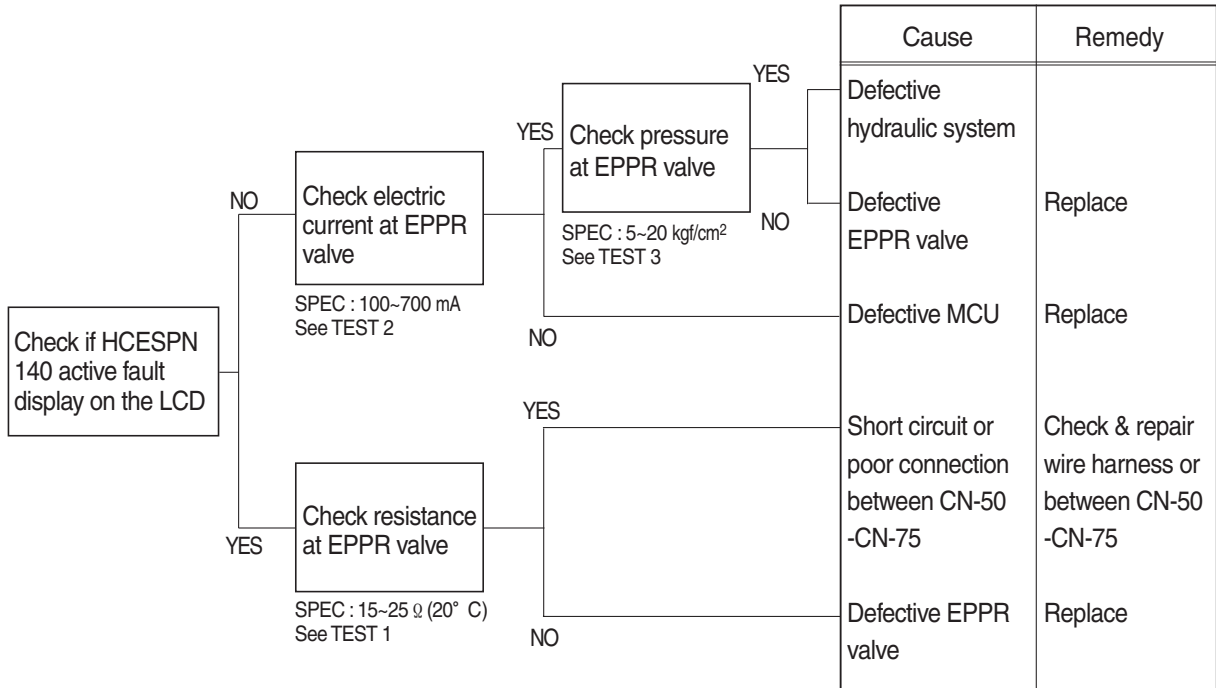 Cause
Remedy
YES
Defective
hydraulic system
YES
Check pressure
at EPPR valve
NO
Check electric
current at EPPR
valve
NO
Defective
EPPR valve
Replace
SPEC : 5~20 kgf/cm²
See TEST 3
SPEC : 100~700 mA
See TEST 2
NO
Defective MCU
Replace
Check if HCESPN
140 active fault
display on the LCD
YES
Short circuit or
poor connection
between CN-50
-CN-75
Check & repair
wire harness or
between CN-50
-CN-75
YES
Check resistance
at EPPR valve
SPEC : 15~25 Ω (20° C)
See TEST 1
NO
Defective EPPR
valve
Replace